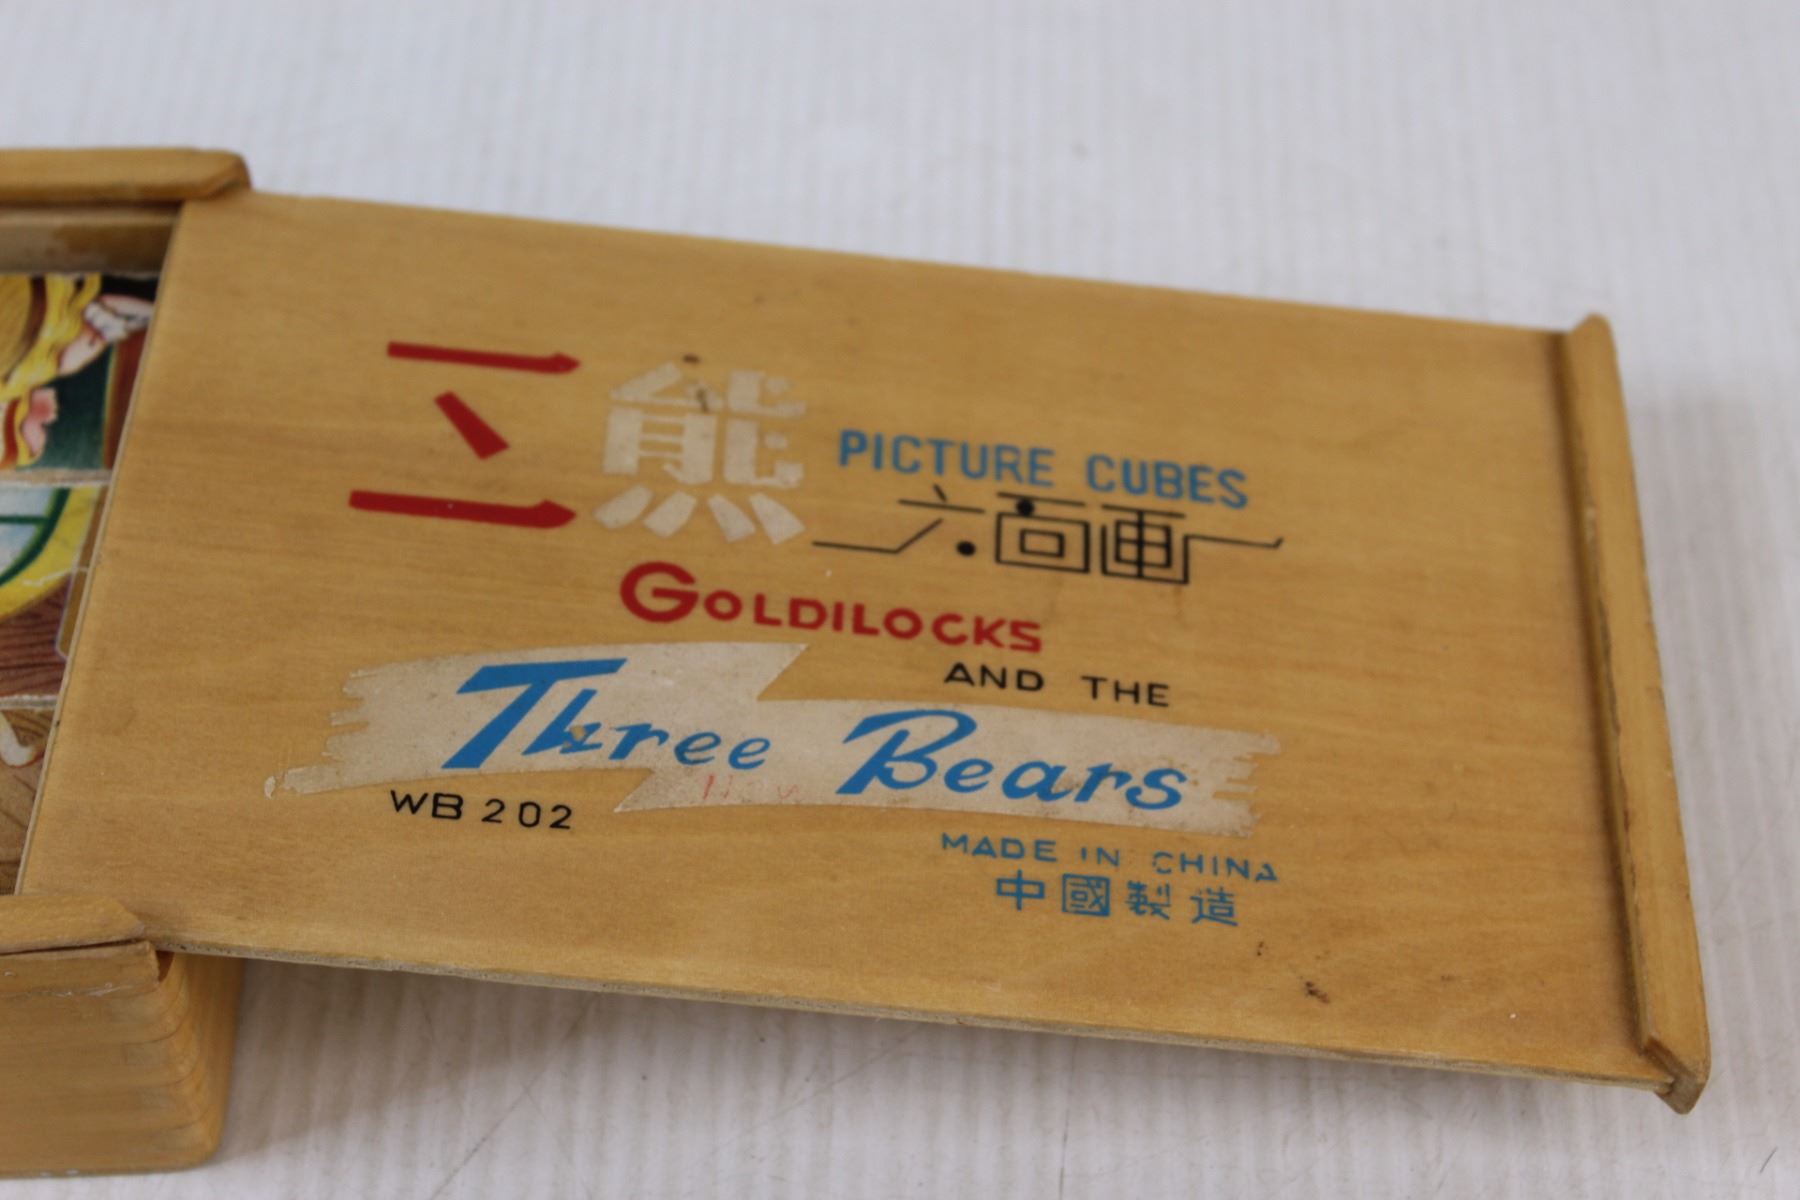 三熊
PICTURE CUBES
六面画
GOLDILOCKS
AND THE
Three Bears
WB 202
MADE IN CHINA
中國製造